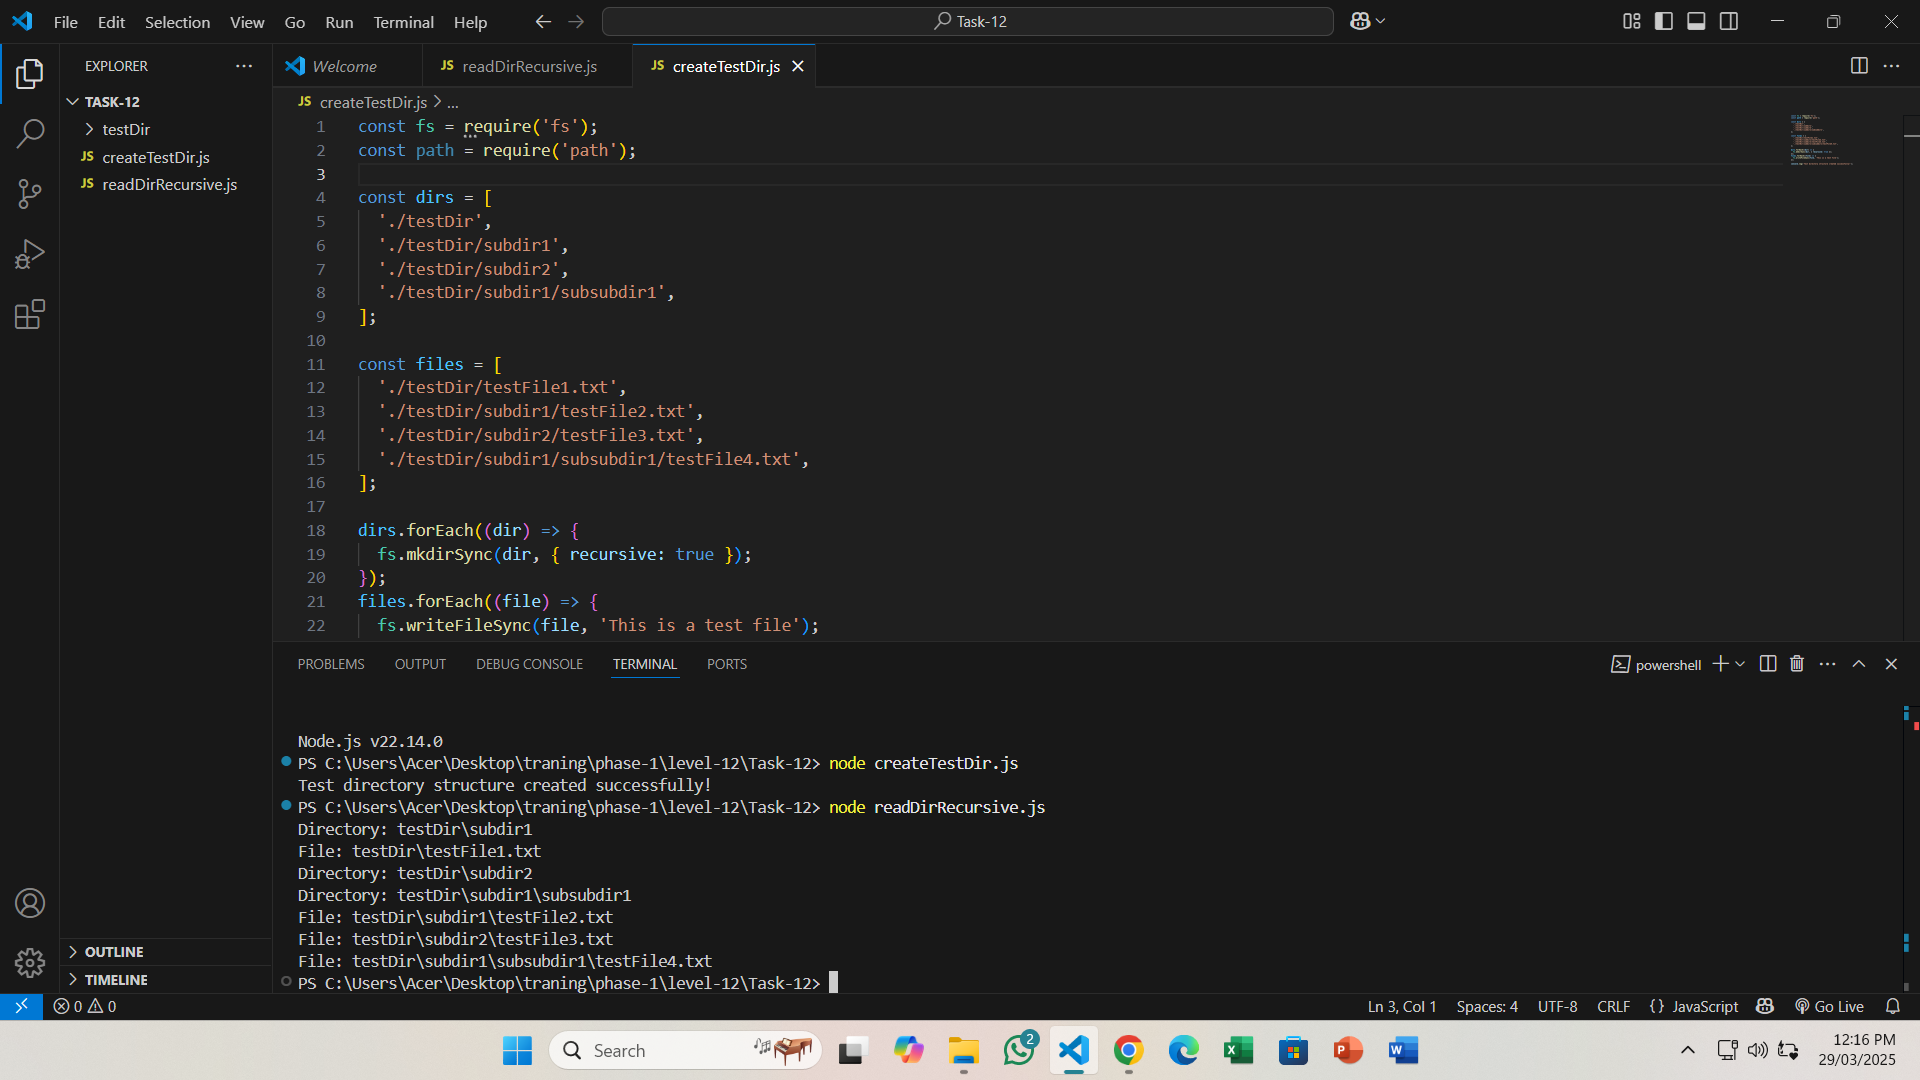 File Edit Selection View Go Run Terminal Help
Task-12
EXPLORER
TASK-12
testDir
JS createTestDir.js
JS readDirRecursive.js
OUTLINE
TIMELINE
Welcome
JS readDirRecursive.js
JS createTestDir.js
JS createTestDir.js > ...
1 const fs = require('fs');
2 const path = require('path');
3
4 const dirs = [
5 './testDir',
6 './testDir/subdir1',
7 './testDir/subdir2',
8 './testDir/subdir1/subsubdir1',
9 ];
10
11 const files = [
12 './testDir/testFile1.txt',
13 './testDir/subdir1/testFile2.txt',
14 './testDir/subdir2/testFile3.txt',
15 './testDir/subdir1/subsubdir1/testFile4.txt',
16 ];
17
18 dirs.forEach((dir) => {
19 fs.mkdirSync(dir, { recursive: true });
20 });
21 files.forEach((file) => {
22 fs.writeFileSync(file, 'This is a test file');
PROBLEMS OUTPUT DEBUG CONSOLE TERMINAL PORTS
powershell
Node.js v22.14.0
PS C:\Users\Acer\Desktop\traning\phase-1\level-12\Task-12> node createTestDir.js
Test directory structure created successfully!
PS C:\Users\Acer\Desktop\traning\phase-1\level-12\Task-12> node readDirRecursive.js
Directory: testDir\subdir1
File: testDir\testFile1.txt
Directory: testDir\subdir2
Directory: testDir\subdir1\subsubdir1
File: testDir\subdir1\testFile2.txt
File: testDir\subdir2\testFile3.txt
File: testDir\subdir1\subsubdir1\testFile4.txt
PS C:\Users\Acer\Desktop\traning\phase-1\level-12\Task-12>
0 0
Ln 3, Col 1 Spaces: 4 UTF-8 CRLF {} JavaScript Go Live
Search
2
12:16 PM
29/03/2025